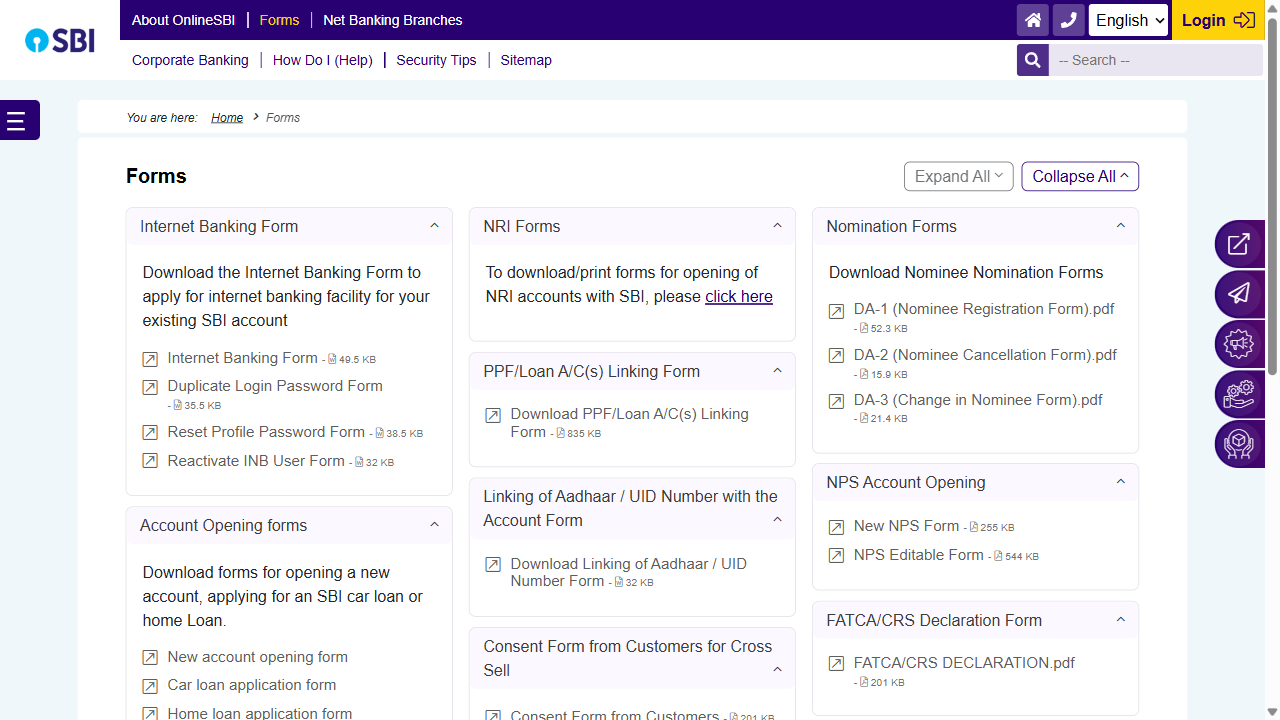 SBI
About OnlineSBI
Forms
Net Banking Branches
English
Login
Corporate Banking
How Do I (Help)
Security Tips
Sitemap
-- Search --
You are here: Home Forms
Forms
Expand All
Collapse All
Internet Banking Form
Download the Internet Banking Form to
apply for internet banking facility for your
existing SBI account
Internet Banking Form - 49.5 KB
Duplicate Login Password Form
- 35.5 KB
Reset Profile Password Form - 38.5 KB
Reactivate INB User Form - 32 KB
Account Opening forms
Download forms for opening a new
account, applying for an SBI car loan or
home Loan.
New account opening form
Car loan application form
Home loan application form
NRI Forms
To download/print forms for opening of
NRI accounts with SBI, please click here
PPF/Loan A/C(s) Linking Form
Download PPF/Loan A/C(s) Linking
Form - 835 KB
Linking of Aadhaar / UID Number with the
Account Form
Download Linking of Aadhaar / UID
Number Form - 32 KB
Consent Form from Customers for Cross
Sell
Consent Form from Customers - 201 KB
Nomination Forms
Download Nominee Nomination Forms
DA-1 (Nominee Registration Form).pdf
- 52.3 KB
DA-2 (Nominee Cancellation Form).pdf
- 15.9 KB
DA-3 (Change in Nominee Form).pdf
- 21.4 KB
NPS Account Opening
New NPS Form - 255 KB
NPS Editable Form - 544 KB
FATCA/CRS Declaration Form
FATCA/CRS DECLARATION.pdf
- 201 KB